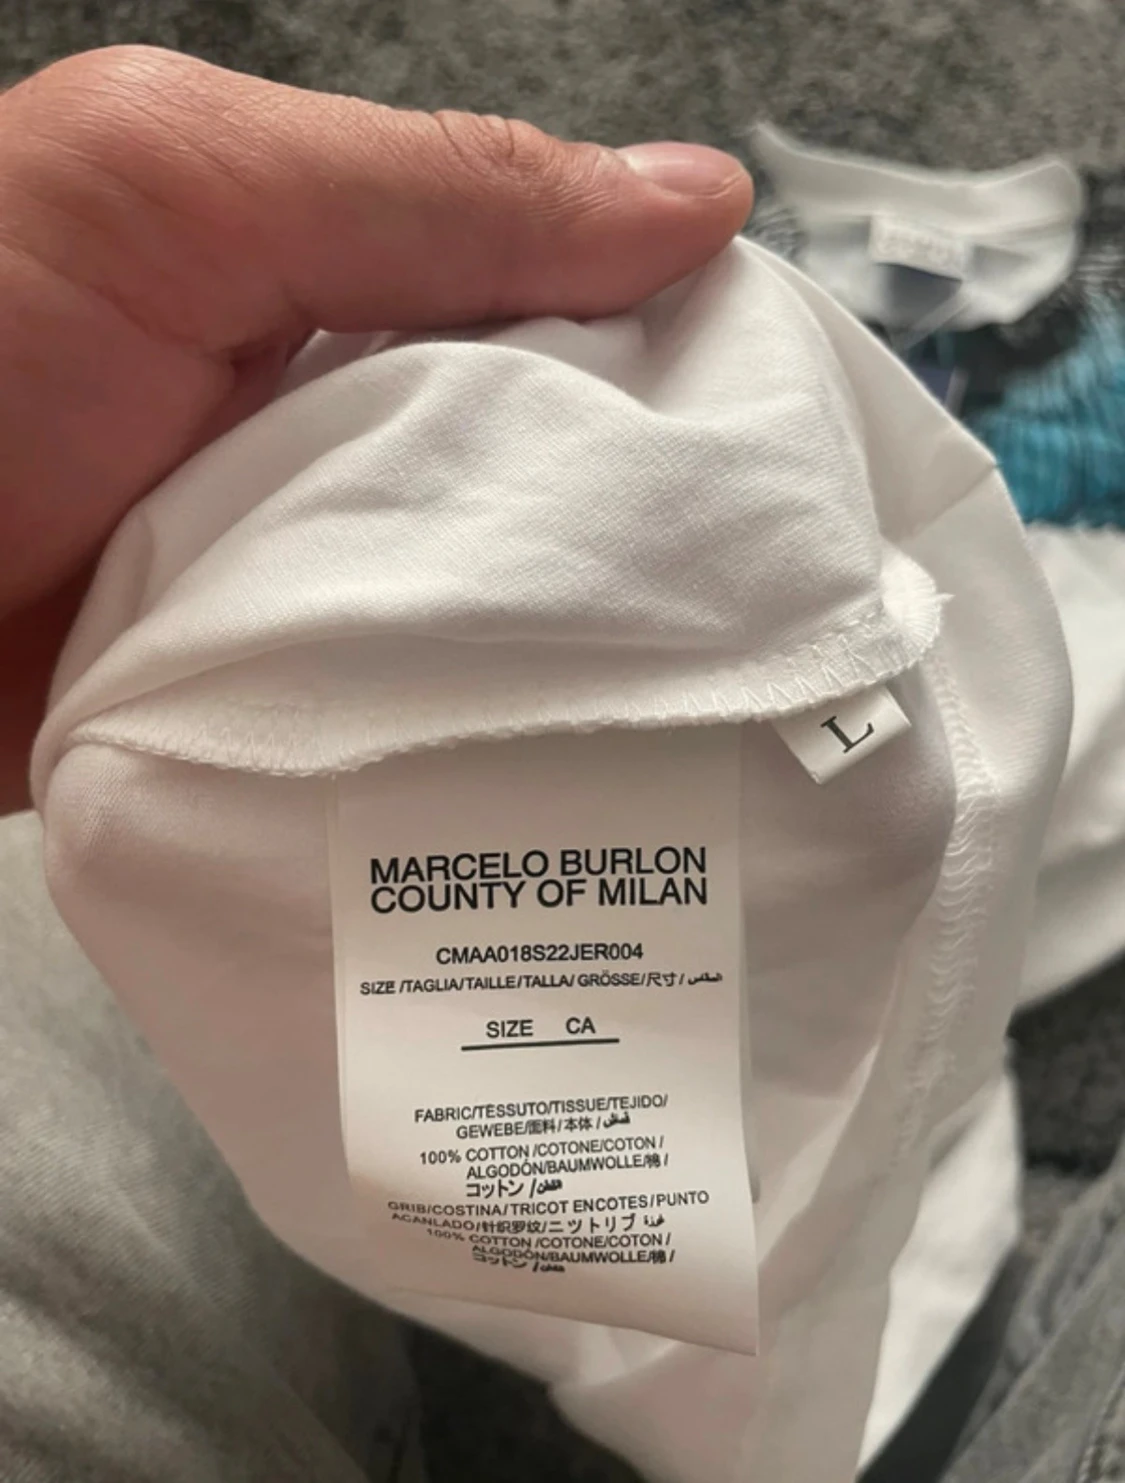 L
MARCELO BURLON
COUNTY OF MILAN
CMAA018S22JER004
SIZE /TAGLIA/TAILLE/TALLA/ GRÖSSE/尺寸/
SIZE CA
FABRIC/TESSUTO/TISSUE/TEJIDO/
GEWEBE/面料/本体/
100% COTTON /COTONE/COTON /
ALGODÓN/BAUMWOLLE/棉/
コットン/
GRIB/COSTINA/TRICOT ENCOTES/PUNTO
ACANLADO/针织罗纹/ニットリブ
100% COTTON /COTONE/COTON /
ALGODÓN/BAUMWOLLE/棉/
コットン/